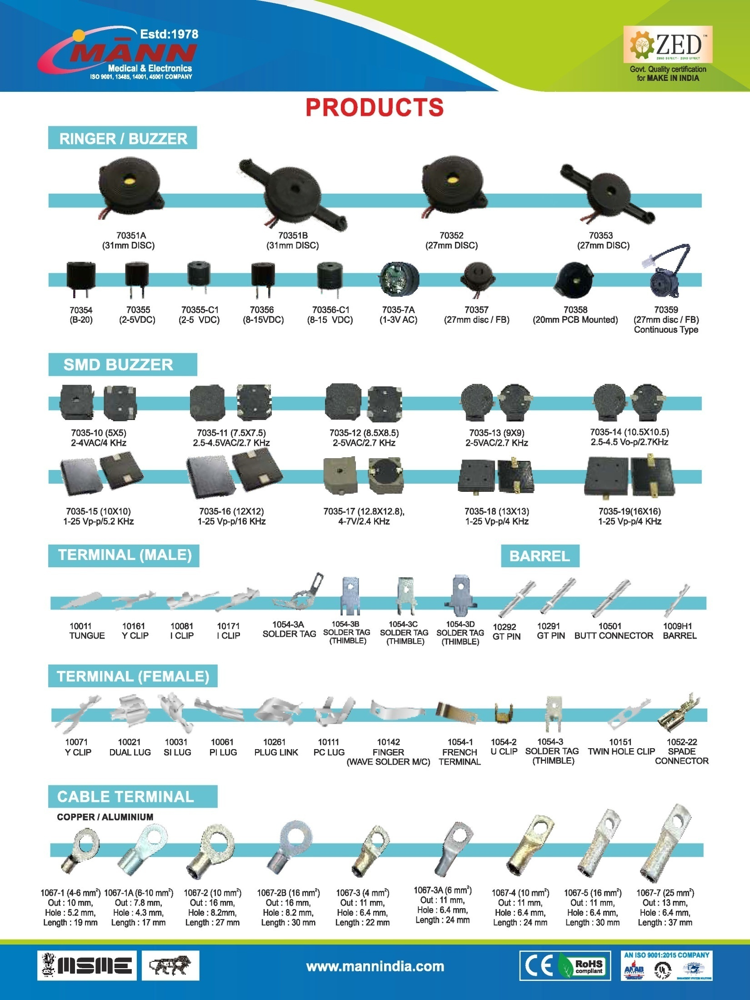 Estd:1978
MĀNN
Medical & Electronics
ISO 9001, 13485, 14001, 45001 COMPANY
ZED™
ZERO DEFECT - ZERO EFFECT
Govt. Quality certification
for MAKE IN INDIA
PRODUCTS
RINGER / BUZZER
70351A 70351B 70352 70353
(31mm DISC) (31mm DISC) (27mm DISC) (27mm DISC)
70354 70355 70355-C1 70356 70356-C1 7035-7A 70357 70358 70359
(B-20) (2-5VDC) (2-5 VDC) (8-15VDC) (8-15 VDC) (1-3V AC) (27mm disc / FB) (20mm PCB Mounted) (27mm disc / FB)
Continuous Type
SMD BUZZER
7035-10 (5X5) 7035-11 (7.5X7.5) 7035-12 (8.5X8.5) 7035-13 (9X9) 7035-14 (10.5X10.5)
2-4VAC/4 KHz 2.5-4.5VAC/2.7 KHz 2-5VAC/2.7 KHz 2-5VAC/2.7 KHz 2.5-4.5 Vo-p/2.7KHz
7035-15 (10X10) 7035-16 (12X12) 7035-17 (12.8X12.8), 7035-18 (13X13) 7035-19(16X16)
1-25 Vp-p/5.2 KHz 1-25 Vp-p/16 KHz 4-7V/2.4 KHz 1-25 Vp-p/4 KHz 1-25 Vp-p/4 KHz
TERMINAL (MALE) BARREL
10011 10161 10081 10171 1054-3A 1054-3B 1054-3C 1054-3D 10292 10291 10501 1009H1
TUNGUE Y CLIP I CLIP I CLIP SOLDER TAG SOLDER TAG SOLDER TAG SOLDER TAG GT PIN GT PIN BUTT CONNECTOR BARREL
(THIMBLE) (THIMBLE) (THIMBLE)
TERMINAL (FEMALE)
10071 10021 10031 10061 10261 10111 10142 1054-1 1054-2 1054-3 10151 1052-22
Y CLIP DUAL LUG SI LUG PI LUG PLUG LINK PC LUG FINGER FRENCH U CLIP SOLDER TAG TWIN HOLE CLIP SPADE
(WAVE SOLDER M/C) TERMINAL (THIMBLE) CONNECTOR
CABLE TERMINAL
COPPER / ALUMINIUM
1067-1 (4-6 mm²) 1067-1A (6-10 mm²) 1067-2 (10 mm²) 1067-2B (16 mm²) 1067-3 (4 mm²) 1067-3A (6 mm²) 1067-4 (10 mm²) 1067-5 (16 mm²) 1067-7 (25 mm²)
Out : 10 mm, Out : 7.8 mm, Out : 16 mm, Out : 16 mm, Out : 11 mm, Out : 11 mm, Out : 11 mm, Out : 11 mm, Out : 13 mm,
Hole : 5.2 mm, Hole : 4.3 mm, Hole : 8.2mm, Hole : 8.2 mm, Hole : 6.4 mm, Hole : 6.4 mm, Hole : 6.4 mm, Hole : 6.4 mm, Hole : 6.4 mm,
Length : 19 mm Length : 17 mm Length : 27 mm Length : 30 mm Length : 22 mm Length : 24 mm Length : 24 mm Length : 30 mm Length : 37 mm
MSME
www.mannindia.com
CE
RoHS
compliant
AN ISO 9001:2015 COMPANY
ANAB
UL